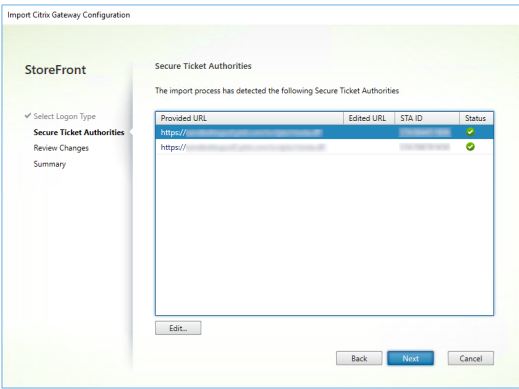 Import Citrix Gateway Configuration
StoreFront
Select Logon Type
Secure Ticket Authorities
Review Changes
Summary
Secure Ticket Authorities
The import process has detected the following Secure Ticket Authorities
Provided URL Edited URL STA ID Status
https://
https://
Edit...
Back Next Cancel